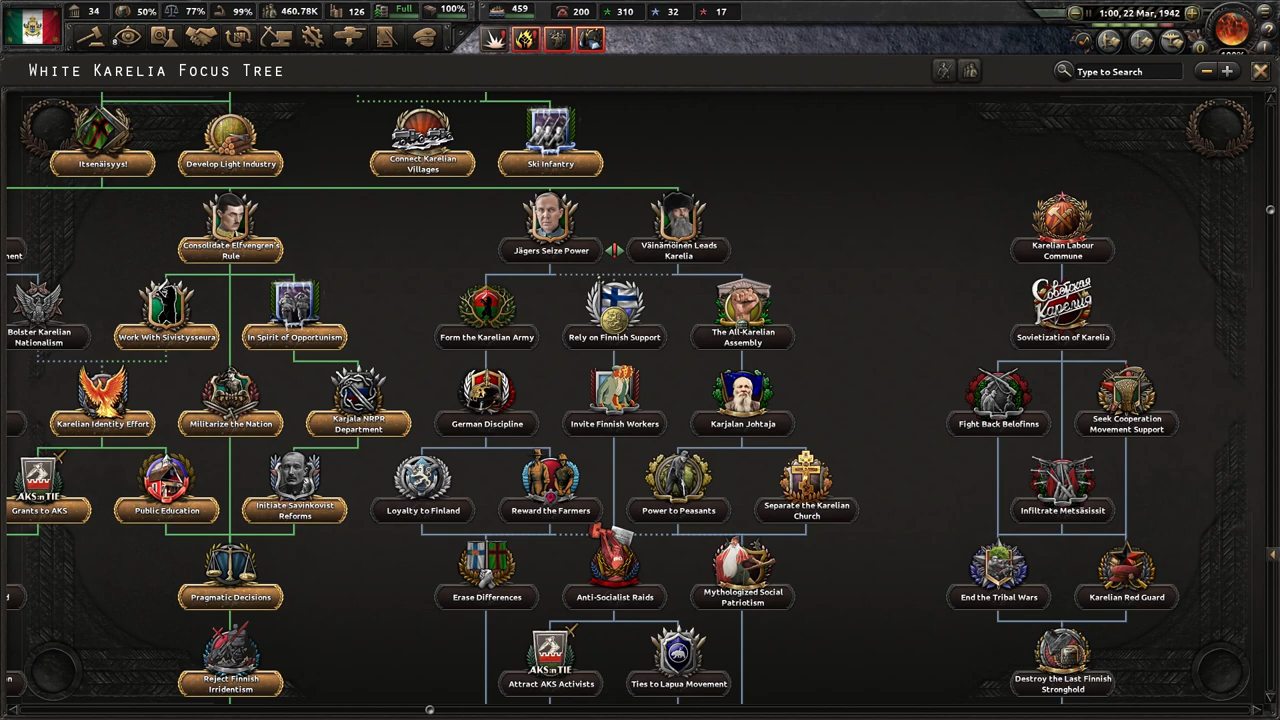 34 50% 77% 99% 460.78K 126 Full 100% 459 200 310 32 17 1:00, 22 Mar, 1942
8 0 100%
White Karelia Focus Tree
Type to Search
Itsenäisyys!
Develop Light Industry
Connect Karelian
Villages
Ski Infantry
Consolidate Elfvengren's
Rule
Jägers Seize Power
Väinämöinen Leads
Karelia
Karelian Labour
Commune
Советская
Карелия
Bolster Karelian
Nationalism
Work With Sivistysseura
In Spirit of Opportunism
Form the Karelian Army
Rely on Finnish Support
The All-Karelian
Assembly
Sovietization of Karelia
Karelian Identity Effort
Militarize the Nation
Karjala NRPR
Department
German Discipline
Invite Finnish Workers
Karjalan Johtaja
Fight Back Belofinns
Seek Cooperation
Movement Support
AKS:n TIE
Grants to AKS
Public Education
Initiate Savinkovist
Reforms
Loyalty to Finland
Reward the Farmers
Power to Peasants
Separate the Karelian
Church
Infiltrate Metsäsissit
Pragmatic Decisions
Erase Differences
Anti-Socialist Raids
Mythologized Social
Patriotism
End the Tribal Wars
Karelian Red Guard
Reject Finnish
Irridentism
AKS:n TIE
Attract AKS Activists
Ties to Lapua Movement
Destroy the Last Finnish
Stronghold